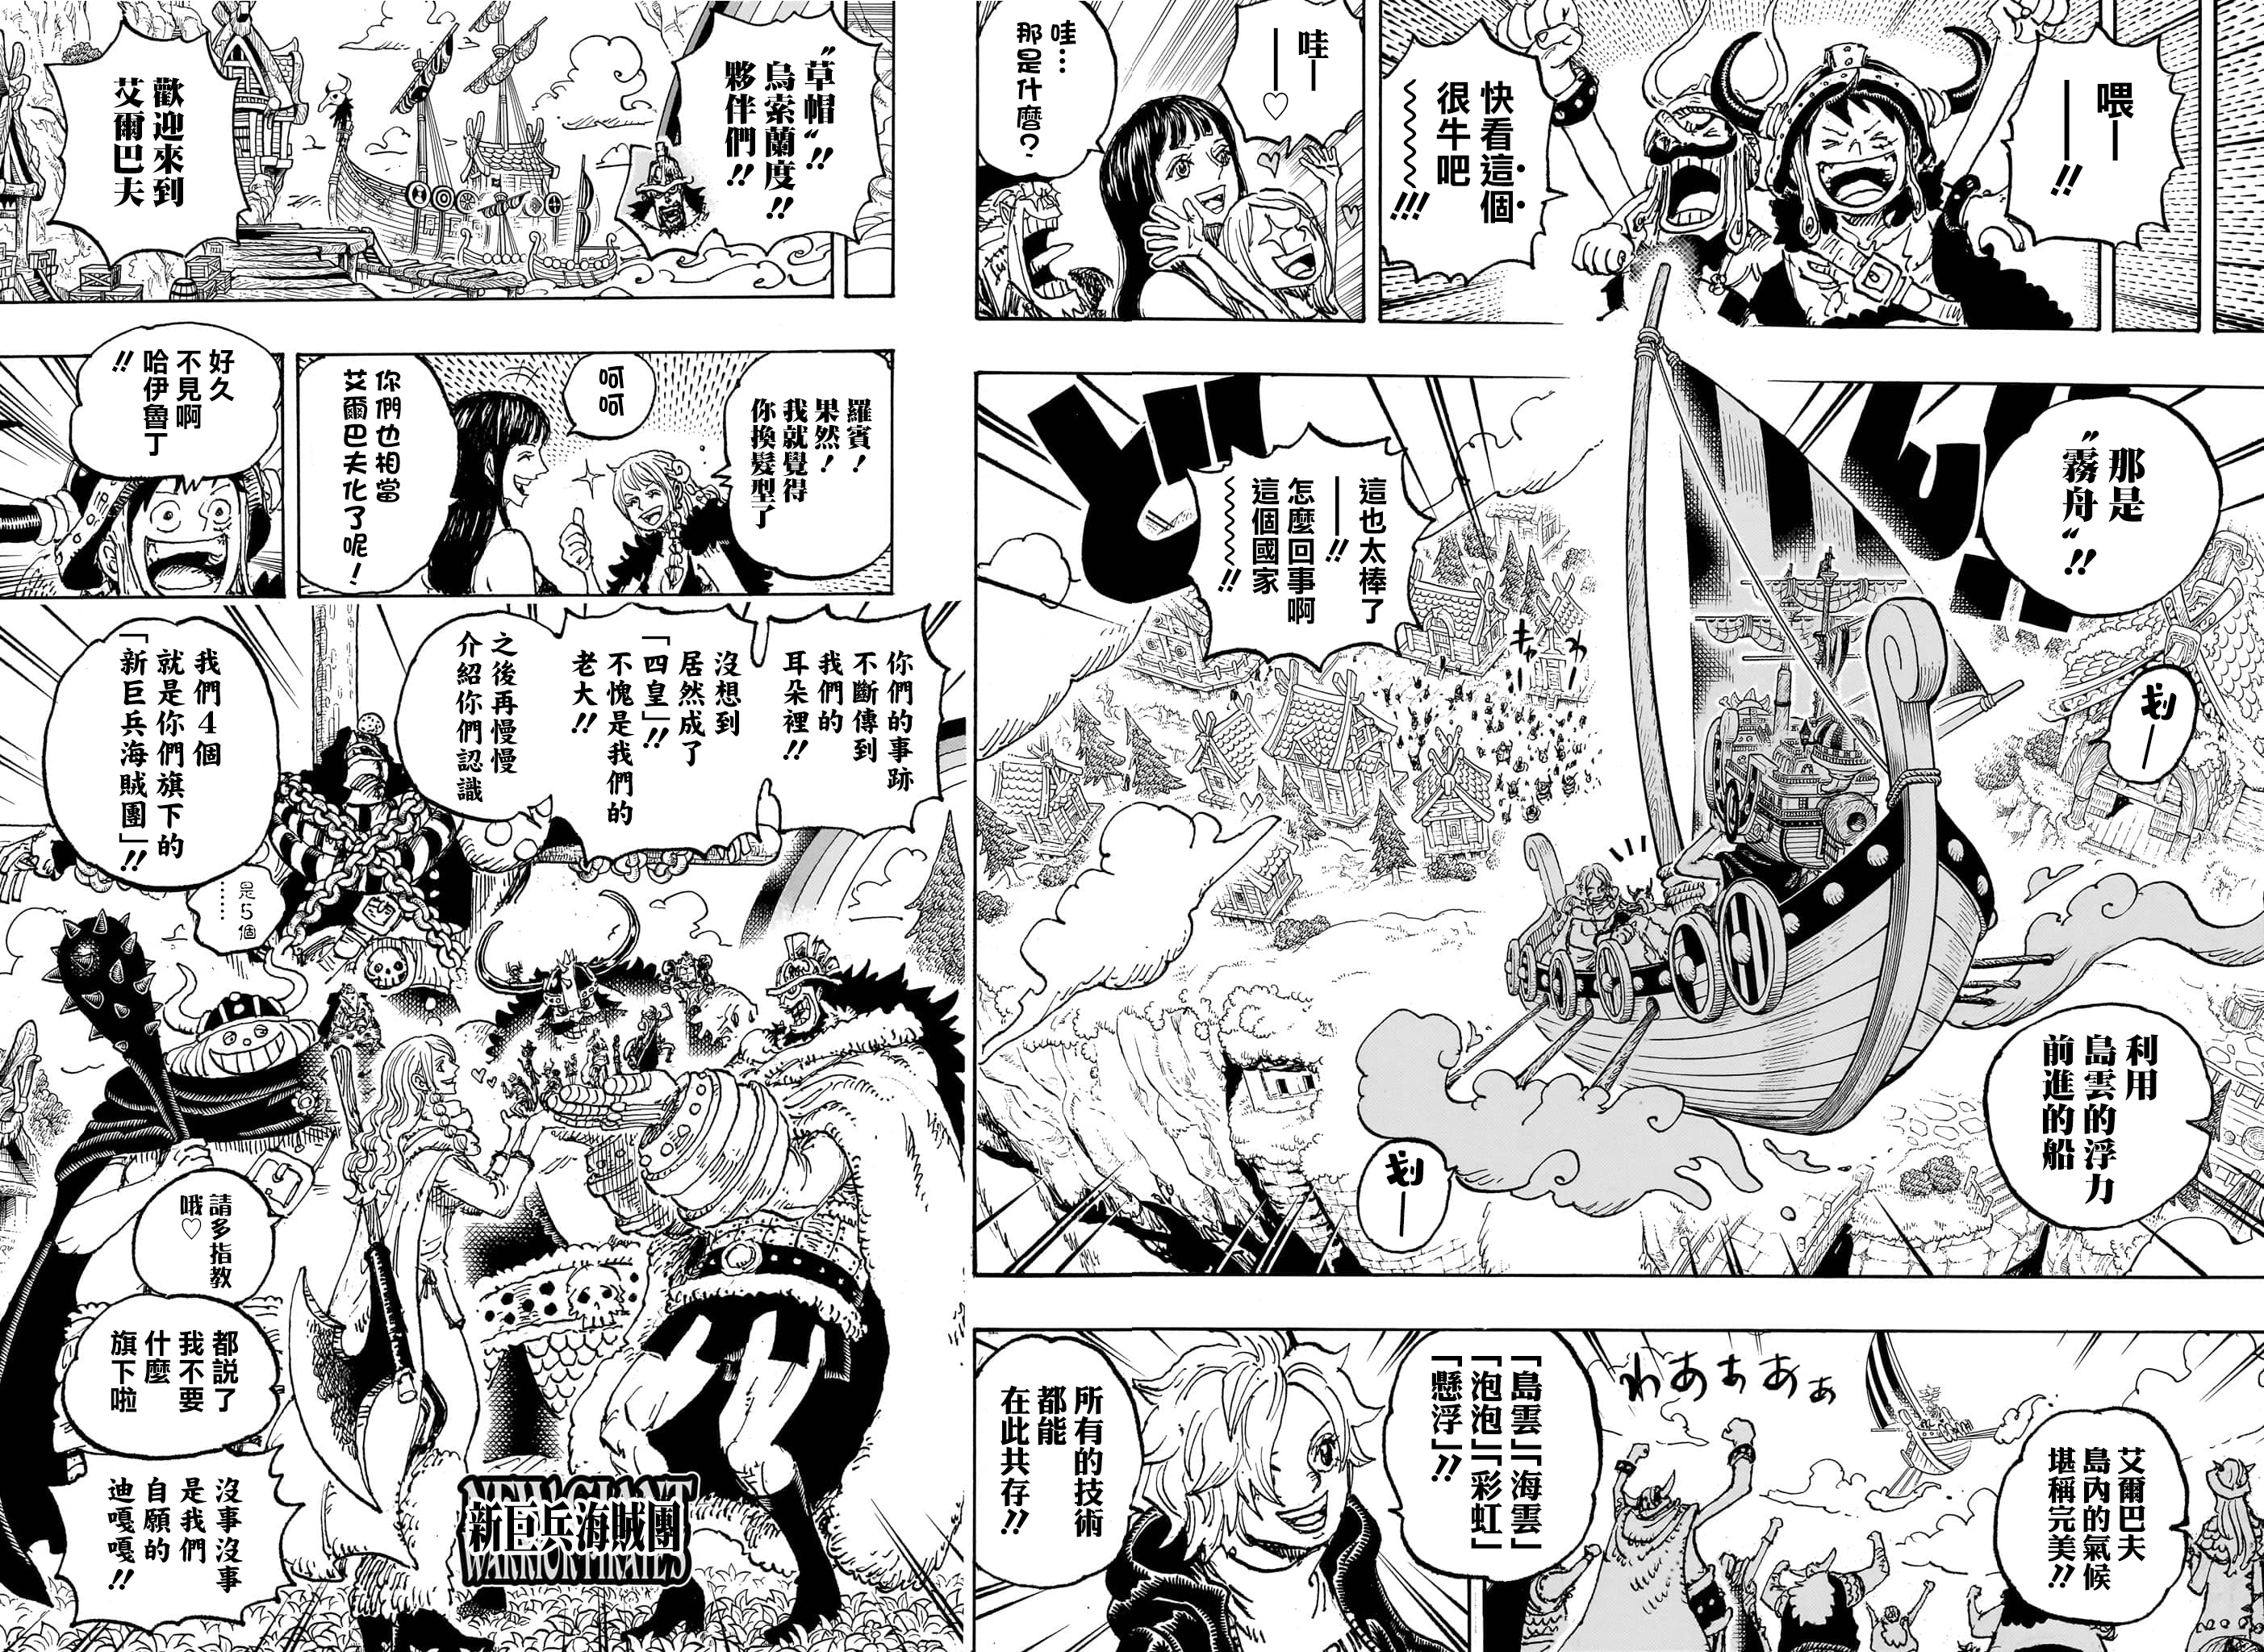 喂——!!
快看這個
很牛吧
~~~~!!!
哇——♡
哇…
那是什麼?
那是
〝霧舟〟!!
划——
這也太棒了
——!!
怎麼回事啊
這個國家
~~~~!!
キャー
わー
利用
島雲的浮力
前進的船
划——
艾爾巴夫
島內的氣候
堪稱完美!!
わあああぁ
「島雲」「海雲」
「泡泡」「彩虹」
「懸浮」!!
所有的技術
都能
在此共存!!
〝草帽〟!!
烏索蘭度!!
夥伴們!!
歡迎來到
艾爾巴夫
羅賓!
果然!
我就覺得
你換髮型了
呵呵
你們也相當
艾爾巴夫化了呢!
好久
不見啊
哈伊魯丁
!!
你們的事跡
不斷傳到
我們的
耳朵裡!!
沒想到
居然成了
「四皇」!!
不愧是我們的
老大!!
之後再慢慢
介紹你們認識
我們4個
就是你們旗下的
「新巨兵海賊團」!!
是5個
……
請多指教
哦♡
都説了
我不要
什麼
旗下啦
沒事沒事
是我們
自願的
迪嘎嘎!!
NEW GIANT
新巨兵海賊團
WARRIOR PIRATES